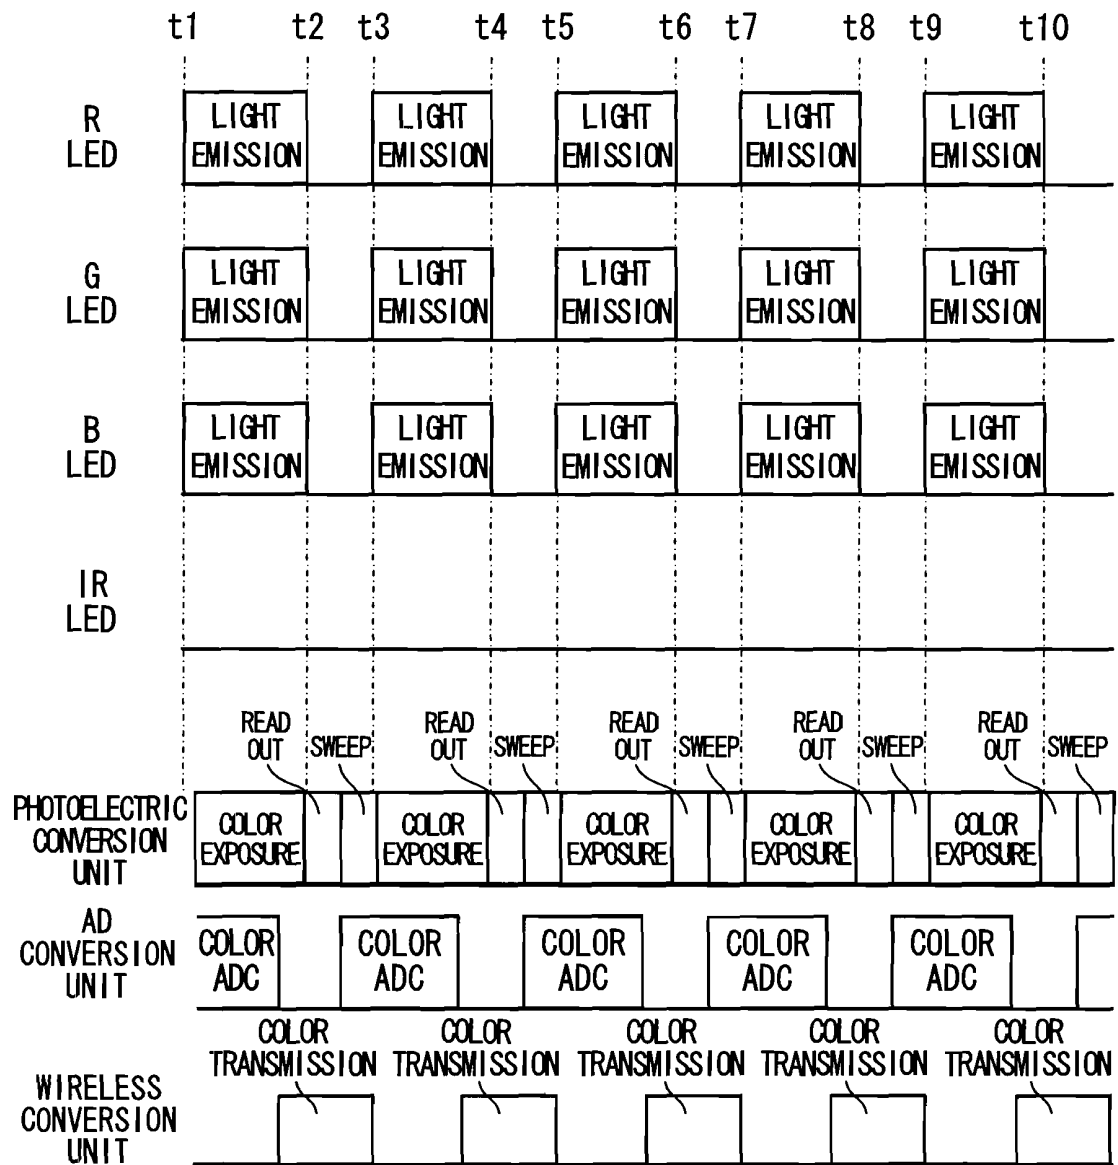 t1 t2 t3 t4 t5 t6 t7 t8 t9 t10
R
LED
LIGHT EMISSION
LIGHT EMISSION
LIGHT EMISSION
LIGHT EMISSION
LIGHT EMISSION
G
LED
LIGHT EMISSION
LIGHT EMISSION
LIGHT EMISSION
LIGHT EMISSION
LIGHT EMISSION
B
LED
LIGHT EMISSION
LIGHT EMISSION
LIGHT EMISSION
LIGHT EMISSION
LIGHT EMISSION
IR
LED
READ OUT
SWEEP
READ OUT
SWEEP
READ OUT
SWEEP
READ OUT
SWEEP
READ OUT
SWEEP
PHOTOELECTRIC
CONVERSION
UNIT
COLOR EXPOSURE
COLOR EXPOSURE
COLOR EXPOSURE
COLOR EXPOSURE
COLOR EXPOSURE
AD
CONVERSION
UNIT
COLOR ADC
COLOR ADC
COLOR ADC
COLOR ADC
COLOR ADC
COLOR TRANSMISSION
COLOR TRANSMISSION
COLOR TRANSMISSION
COLOR TRANSMISSION
COLOR TRANSMISSION
WIRELESS
CONVERSION
UNIT